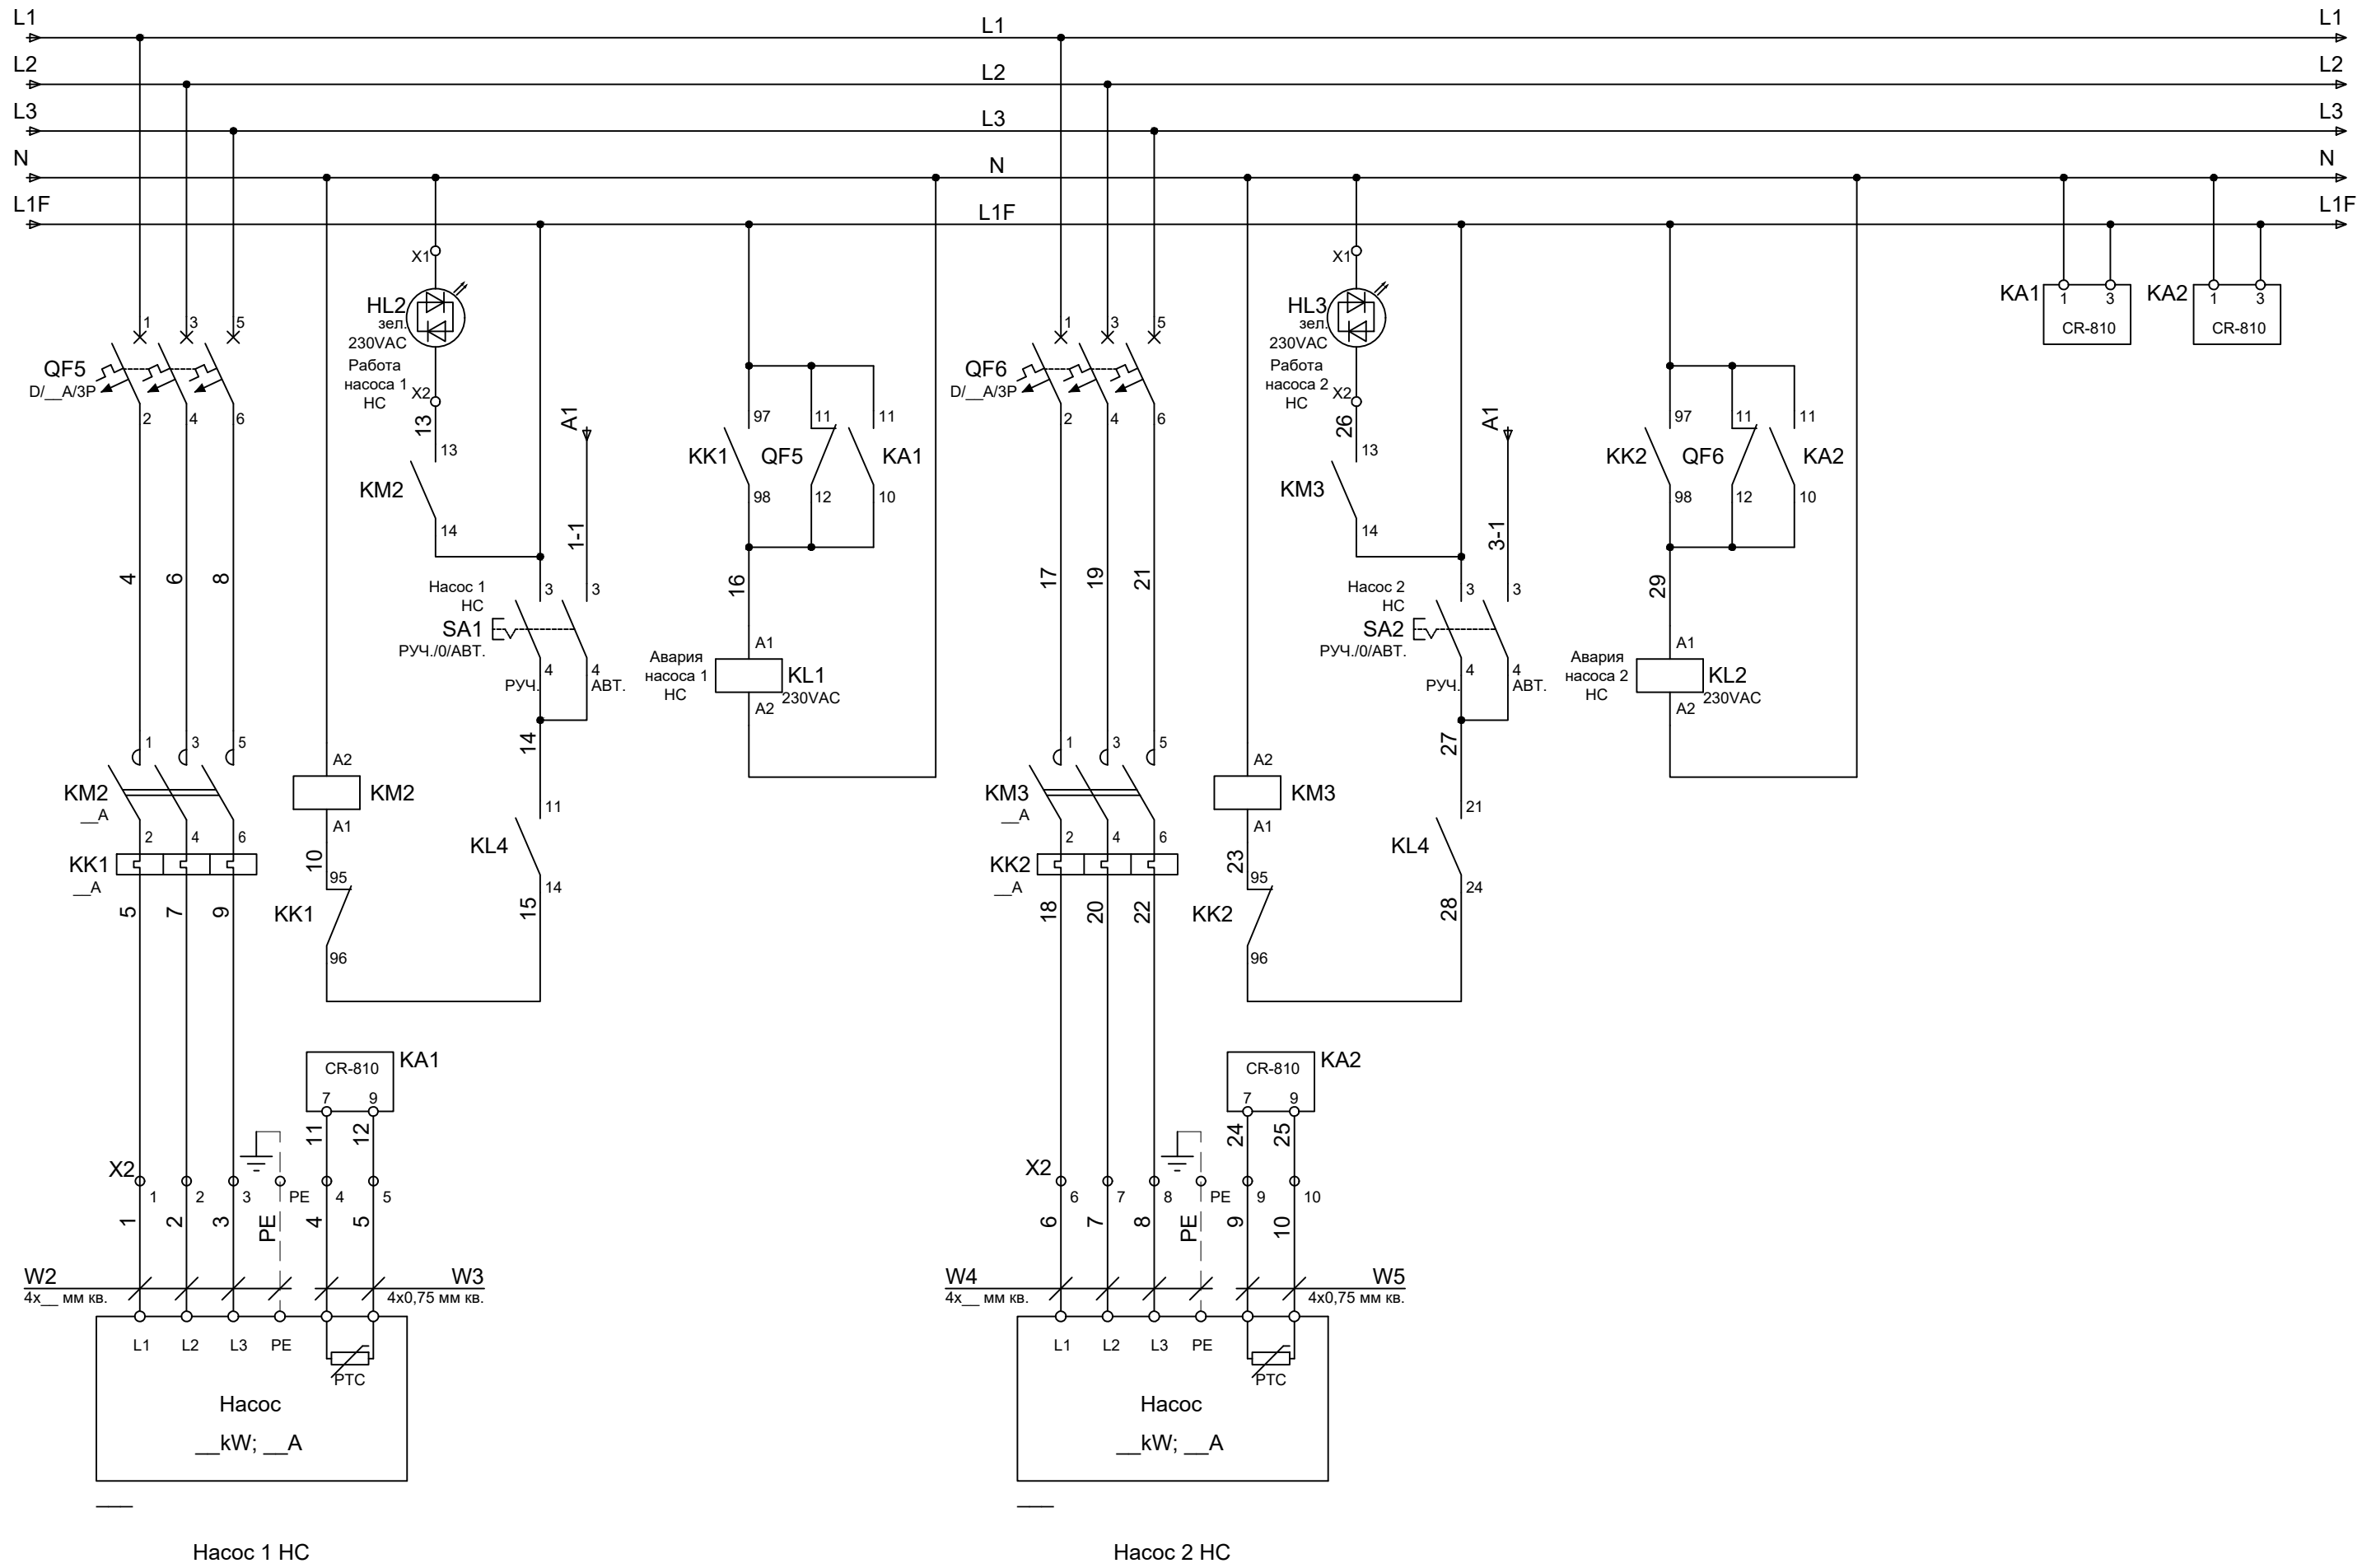 L1 L1 L1
L2 L2 L2
L3 L3 L3
N N N
L1F L1F L1F
1 3 5
QF5
D/__A/3P
2 4 6
X1
HL2
зел.
230VAC
Работа
насоса 1
НС
X2
13
13
KM2
14
A1
1-1
4 6 8
Насос 1
НС
SA1
РУЧ./0/АВТ.
3 3
4 4
РУЧ. АВТ.
14
97 11 11
KK1 QF5 KA1
98 12 10
16
A1
Авария
насоса 1
НС
KL1
230VAC
A2
1 3 5
KM2
__A
2 4 6
KK1
__A
5 7 9
A2
KM2
A1
10
95
KK1
96
11
KL4
14
15
CR-810 KA1
7 9
11 12
X2
1 2 3 PE 4 5
1 2 3 PE 4 5
W2 W3
4x__ мм кв. 4x0,75 мм кв.
L1 L2 L3 PE
PTC
Насос
__kW; __A
___
Насос 1 НС
1 3 5
QF6
D/__A/3P
2 4 6
X1
HL3
зел.
230VAC
Работа
насоса 2
НС
X2
26
13
KM3
14
A1
3-1
17 19 21
Насос 2
НС
SA2
РУЧ./0/АВТ.
3 3
4 4
РУЧ. АВТ.
27
97 11 11
KK2 QF6 KA2
98 12 10
29
A1
Авария
насоса 2
НС
KL2
230VAC
A2
1 3 5
KM3
__A
2 4 6
KK2
__A
18 20 22
A2
KM3
A1
23
95
KK2
96
21
KL4
24
28
CR-810 KA2
7 9
24 25
X2
6 7 8 PE 9 10
6 7 8 PE 9 10
W4 W5
4x__ мм кв. 4x0,75 мм кв.
L1 L2 L3 PE
PTC
Насос
__kW; __A
___
Насос 2 НС
KA1 1 3
CR-810
KA2 1 3
CR-810